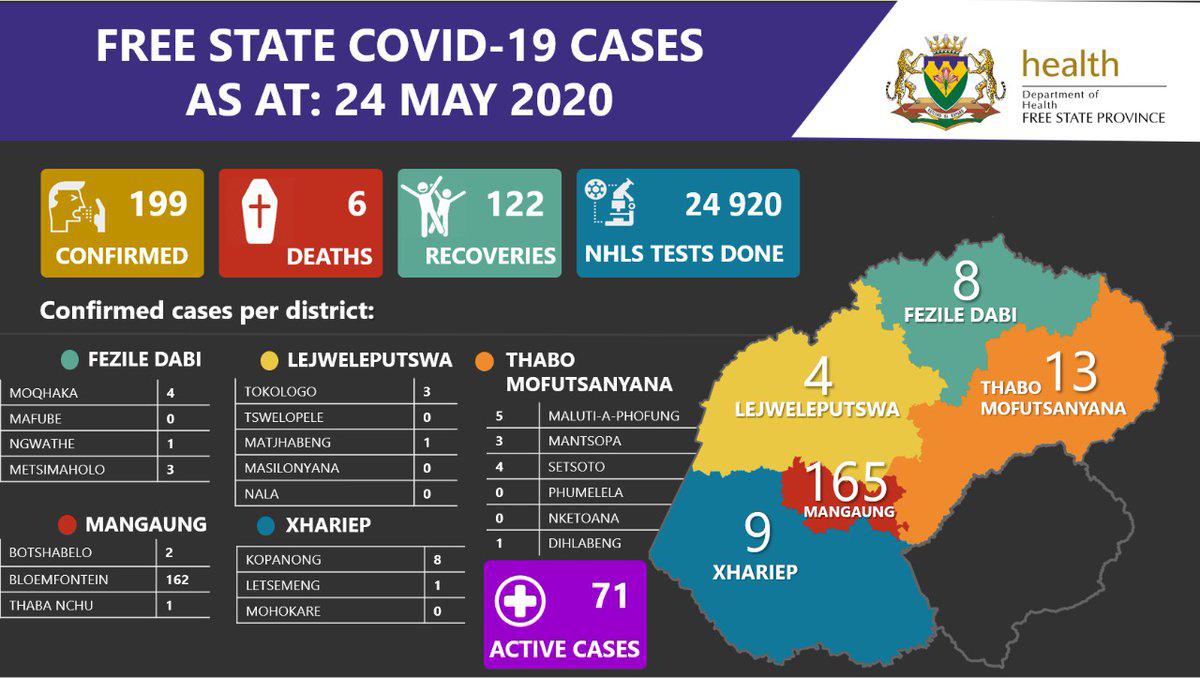 FREE STATE COVID-19 CASES
AS AT: 24 MAY 2020
health
Department of
Health
FREE STATE PROVINCE
199
CONFIRMED
6
DEATHS
122
RECOVERIES
24 920
NHLS TESTS DONE
Confirmed cases per district:
FEZILE DABI
MOQHAKA 4
MAFUBE 0
NGWATHE 1
METSIMAHOLO 3
LEJWELEPUTSWA
TOKOLOGO 3
TSWELOPELE 0
MATJHABENG 1
MASILONYANA 0
NALA 0
THABO
MOFUTSANYANA
5 MALUTI-A-PHOFUNG
3 MANTSOPA
4 SETSOTO
0 PHUMELELA
0 NKETOANA
1 DIHLABENG
MANGAUNG
BOTSHABELO 2
BLOEMFONTEIN 162
THABA NCHU 1
XHARIEP
KOPANONG 8
LETSEMENG 1
MOHOKARE 0
71
ACTIVE CASES
8
FEZILE DABI
4
LEJWELEPUTSWA
13
THABO
MOFUTSANYANA
165
MANGAUNG
9
XHARIEP